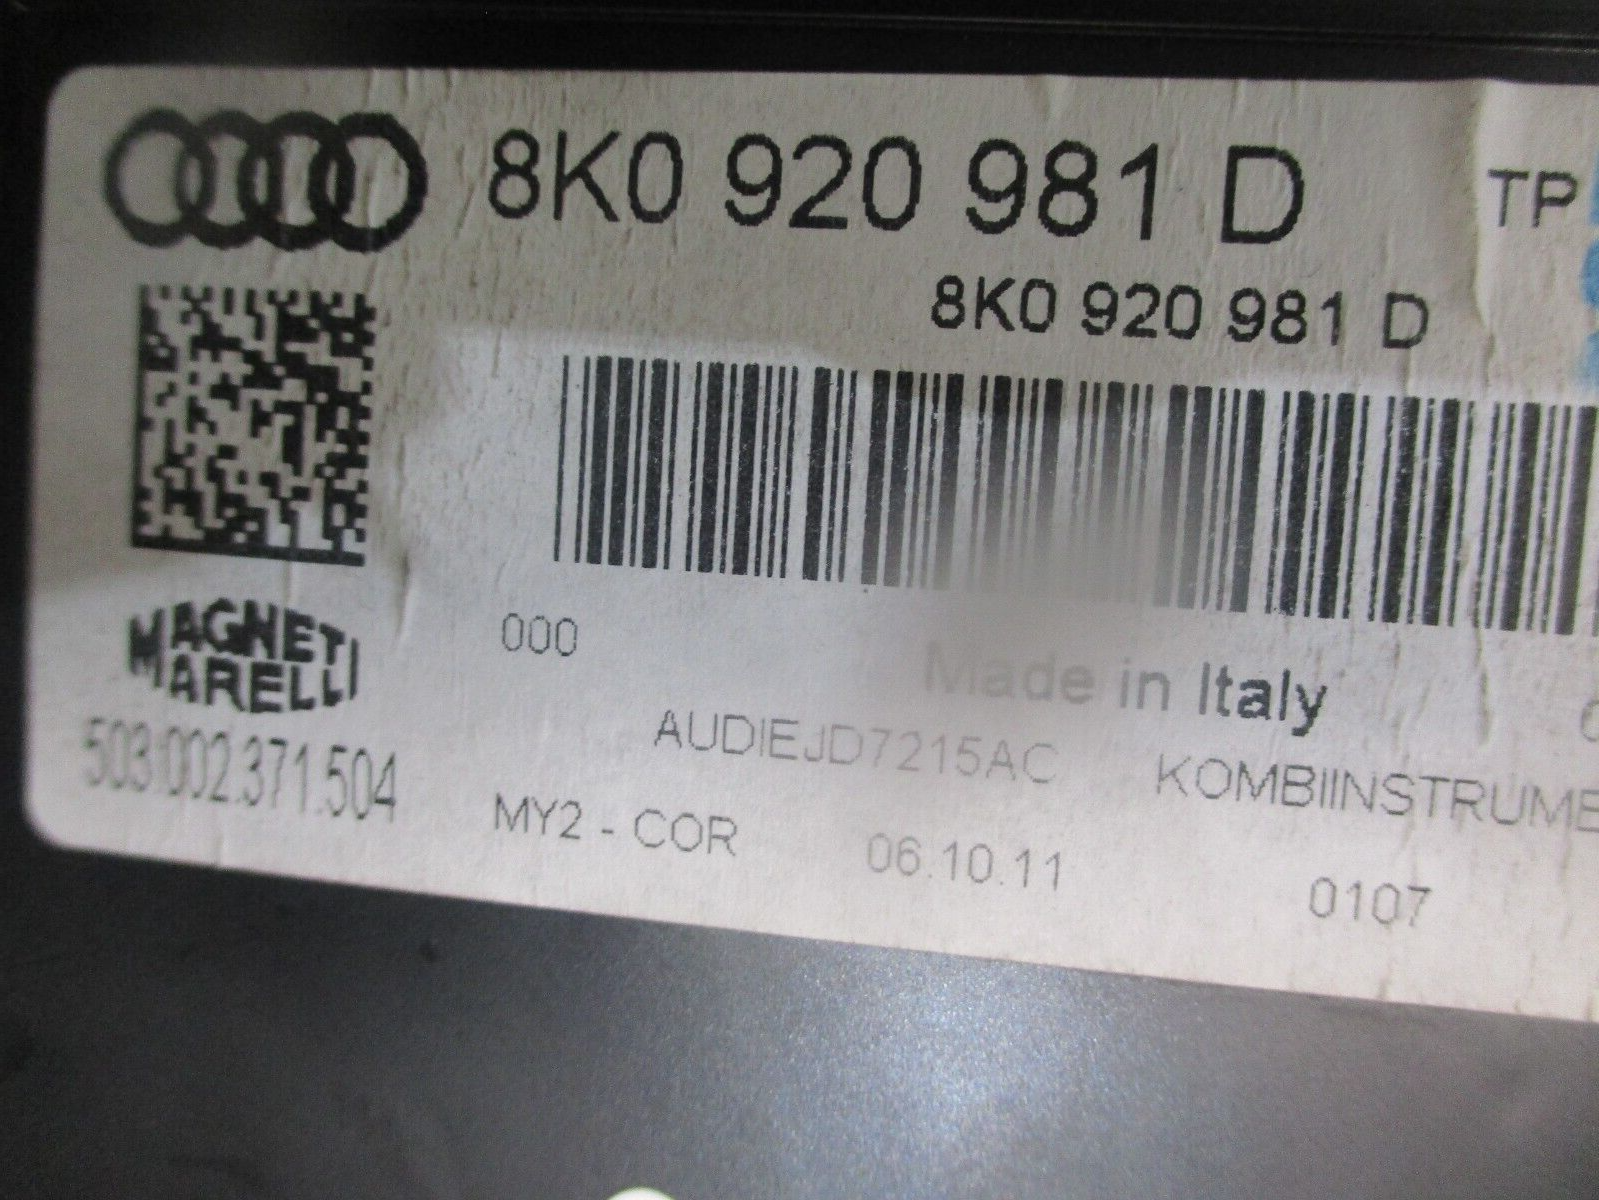 8K0 920 981 D TP
8K0 920 981 D
MAGNETI
MARELLI
000
Made in Italy
503.002.371.504
AUDIEJD7215AC KOMBIINSTRUME
MY2 - COR 06.10.11 0107